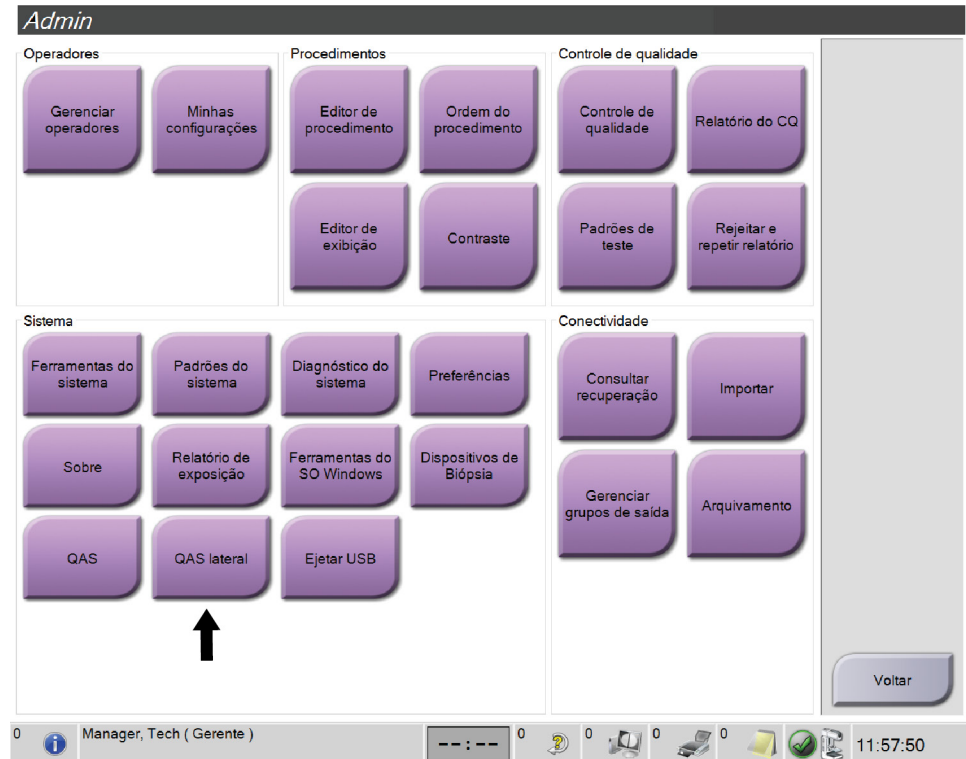 Admin
Operadores
Gerenciar
operadores
Minhas
configurações
Procedimentos
Editor de
procedimento
Ordem do
procedimento
Editor de
exibição
Contraste
Controle de qualidade
Controle de
qualidade
Relatório do CQ
Padrões de
teste
Rejeitar e
repetir relatório
Sistema
Ferramentas do
sistema
Padrões do
sistema
Diagnóstico do
sistema
Preferências
Sobre
Relatório de
exposição
Ferramentas do
SO Windows
Dispositivos de
Biópsia
QAS
QAS lateral
Ejetar USB
Conectividade
Consultar
recuperação
Importar
Gerenciar
grupos de saída
Arquivamento
Voltar
0 Manager, Tech ( Gerente ) --:-- 0 0 0 0 11:57:50